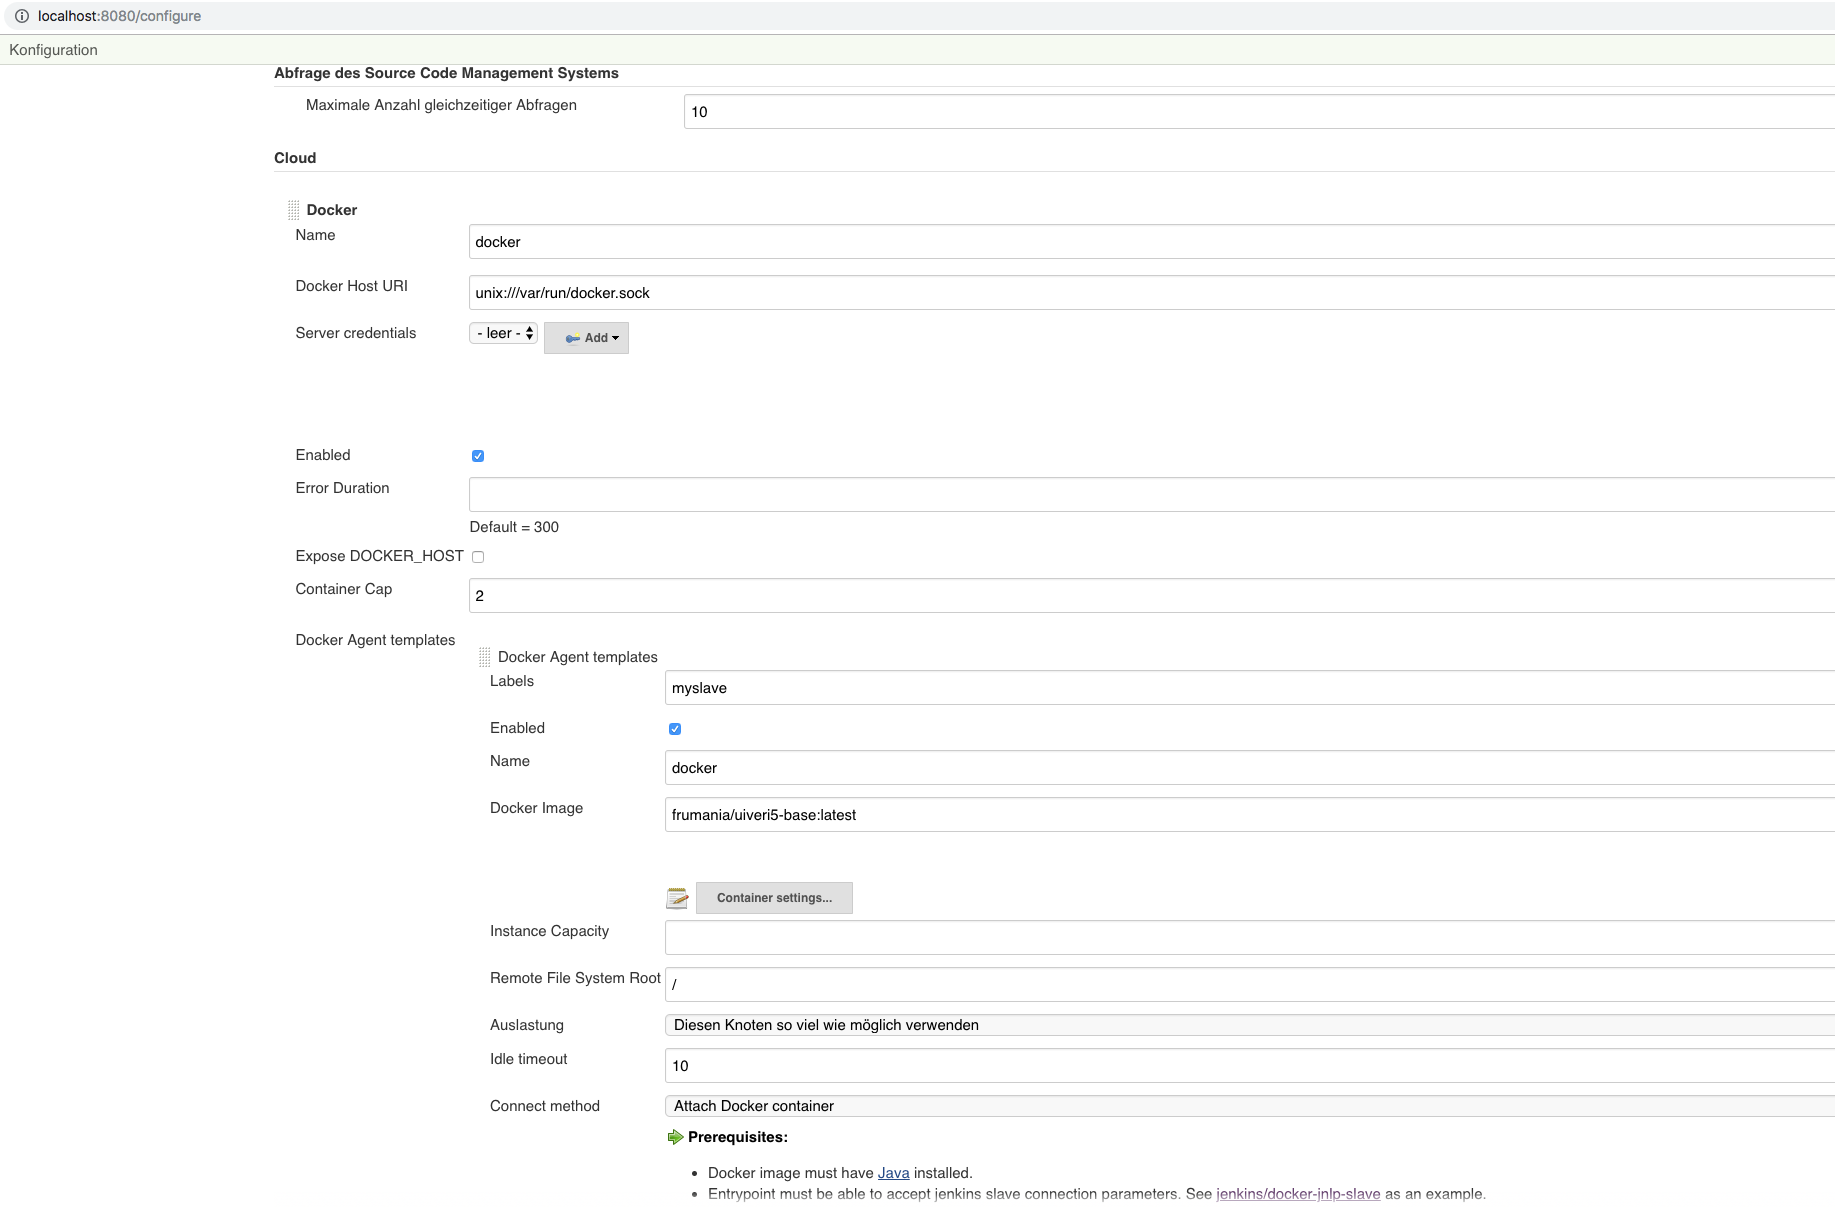 localhost:8080/configure
Konfiguration
Abfrage des Source Code Management Systems
Maximale Anzahl gleichzeitiger Abfragen
10
Cloud
Docker
Name
docker
Docker Host URI
unix:///var/run/docker.sock
Server credentials
- leer -
Add
Enabled
Error Duration
Default = 300
Expose DOCKER_HOST
Container Cap
2
Docker Agent templates
Docker Agent templates
Labels
myslave
Enabled
Name
docker
Docker Image
frumania/uiveri5-base:latest
Container settings...
Instance Capacity
Remote File System Root
/
Auslastung
Diesen Knoten so viel wie möglich verwenden
Idle timeout
10
Connect method
Attach Docker container
Prerequisites:
• Docker image must have Java installed.
• Entrypoint must be able to accept jenkins slave connection parameters. See jenkins/docker-jnlp-slave as an example.